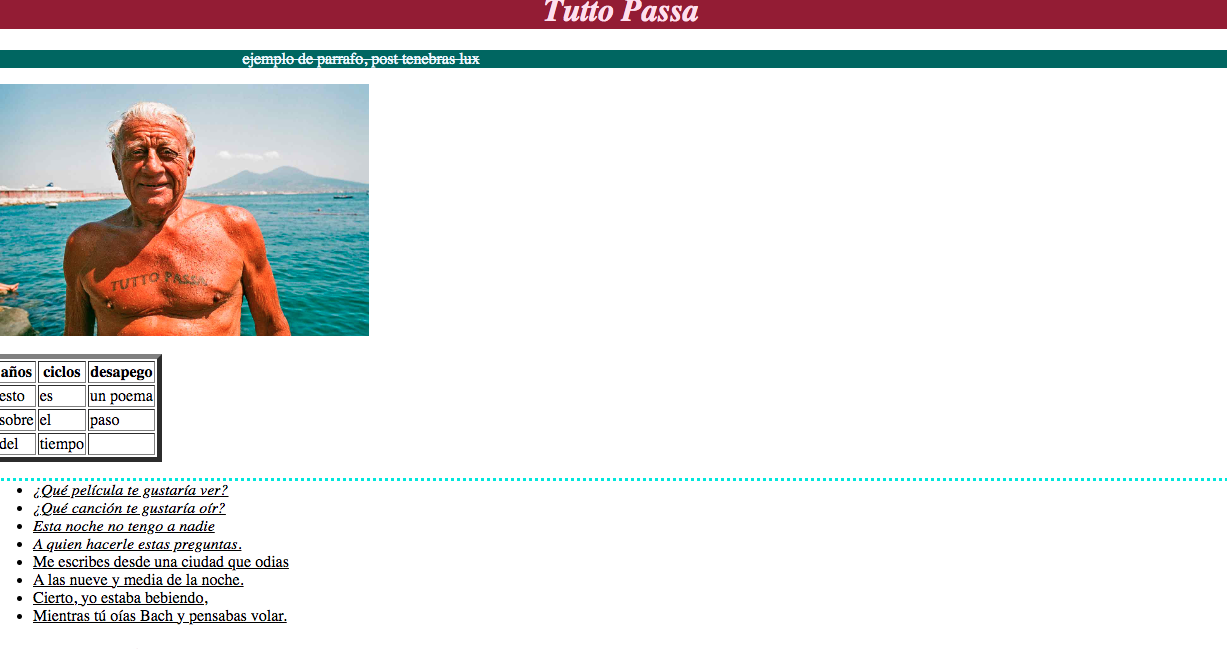 Tutto Passa
ejemplo de parrafo, post tenebras lux
TUTTO PASSA
años ciclos desapego
esto es un poema
sobre el paso
del tiempo
¿Qué película te gustaría ver?
¿Qué canción te gustaría oír?
Esta noche no tengo a nadie
A quien hacerle estas preguntas.
Me escribes desde una ciudad que odias
A las nueve y media de la noche.
Cierto, yo estaba bebiendo,
Mientras tú oías Bach y pensabas volar.